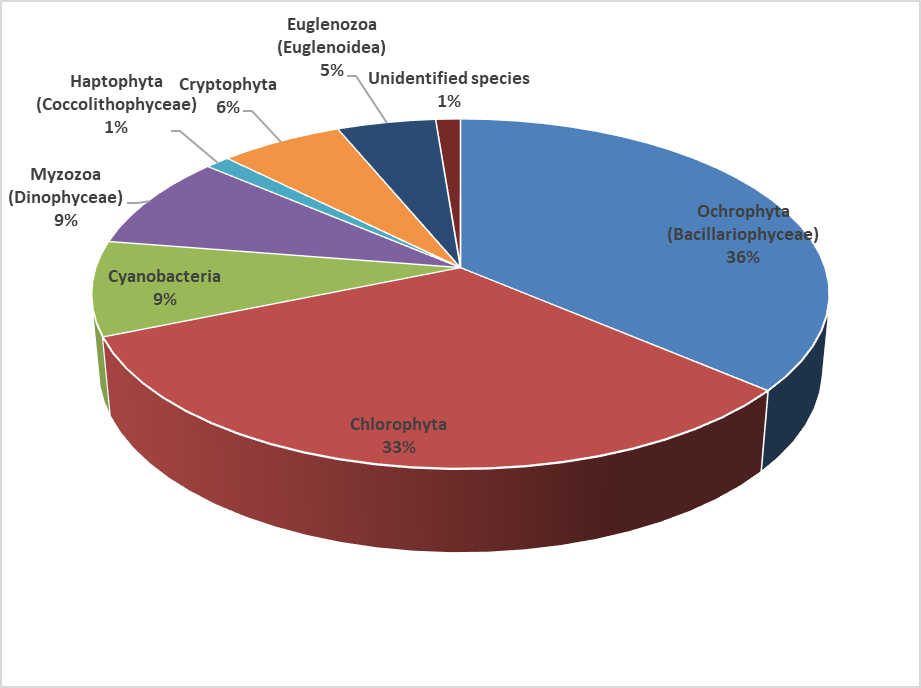 Euglenozoa
(Euglenoidea)
5%
Unidentified species
1%
Haptophyta
(Coccolithophyceae)
1%
Cryptophyta
6%
Myzozoa
(Dinophyceae)
9%
Ochrophyta
(Bacillariophyceae)
36%
Cyanobacteria
9%
Chlorophyta
33%